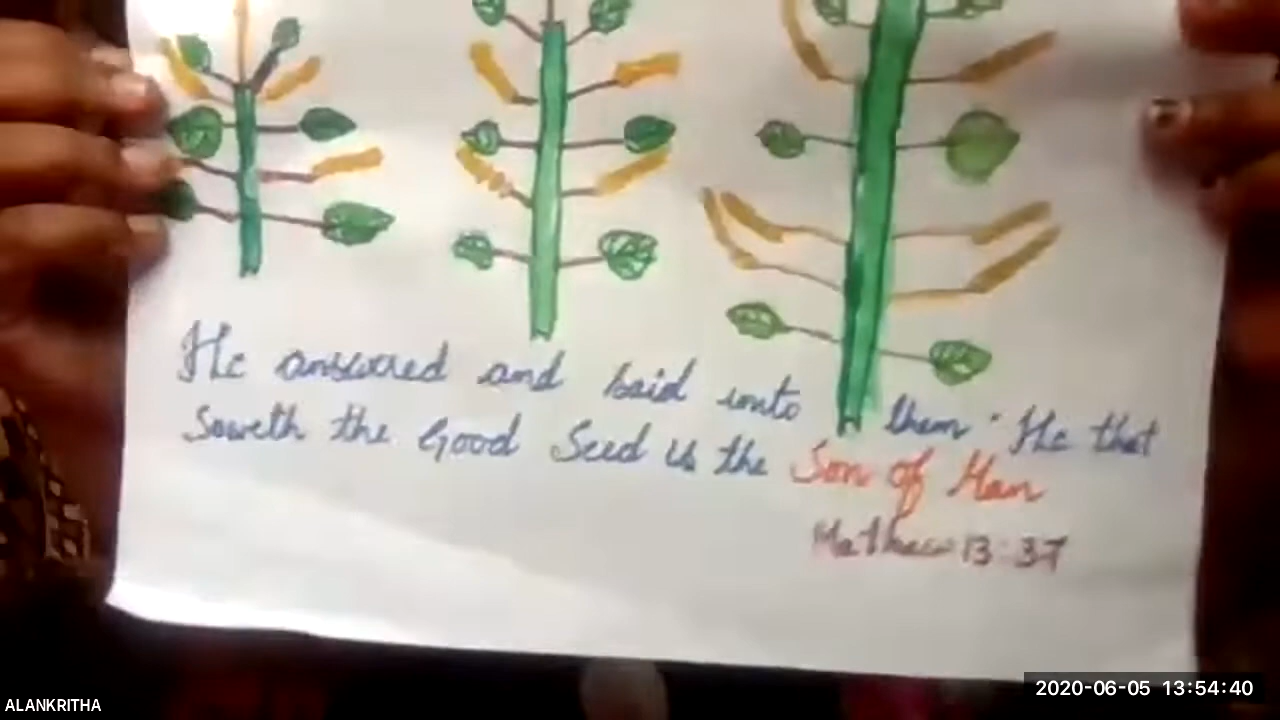 He answered and said unto them "He that
Soweth the Good Seed is the Son of Man
Mathew 13:37
ALANKRITHA
2020-06-05 13:54:40